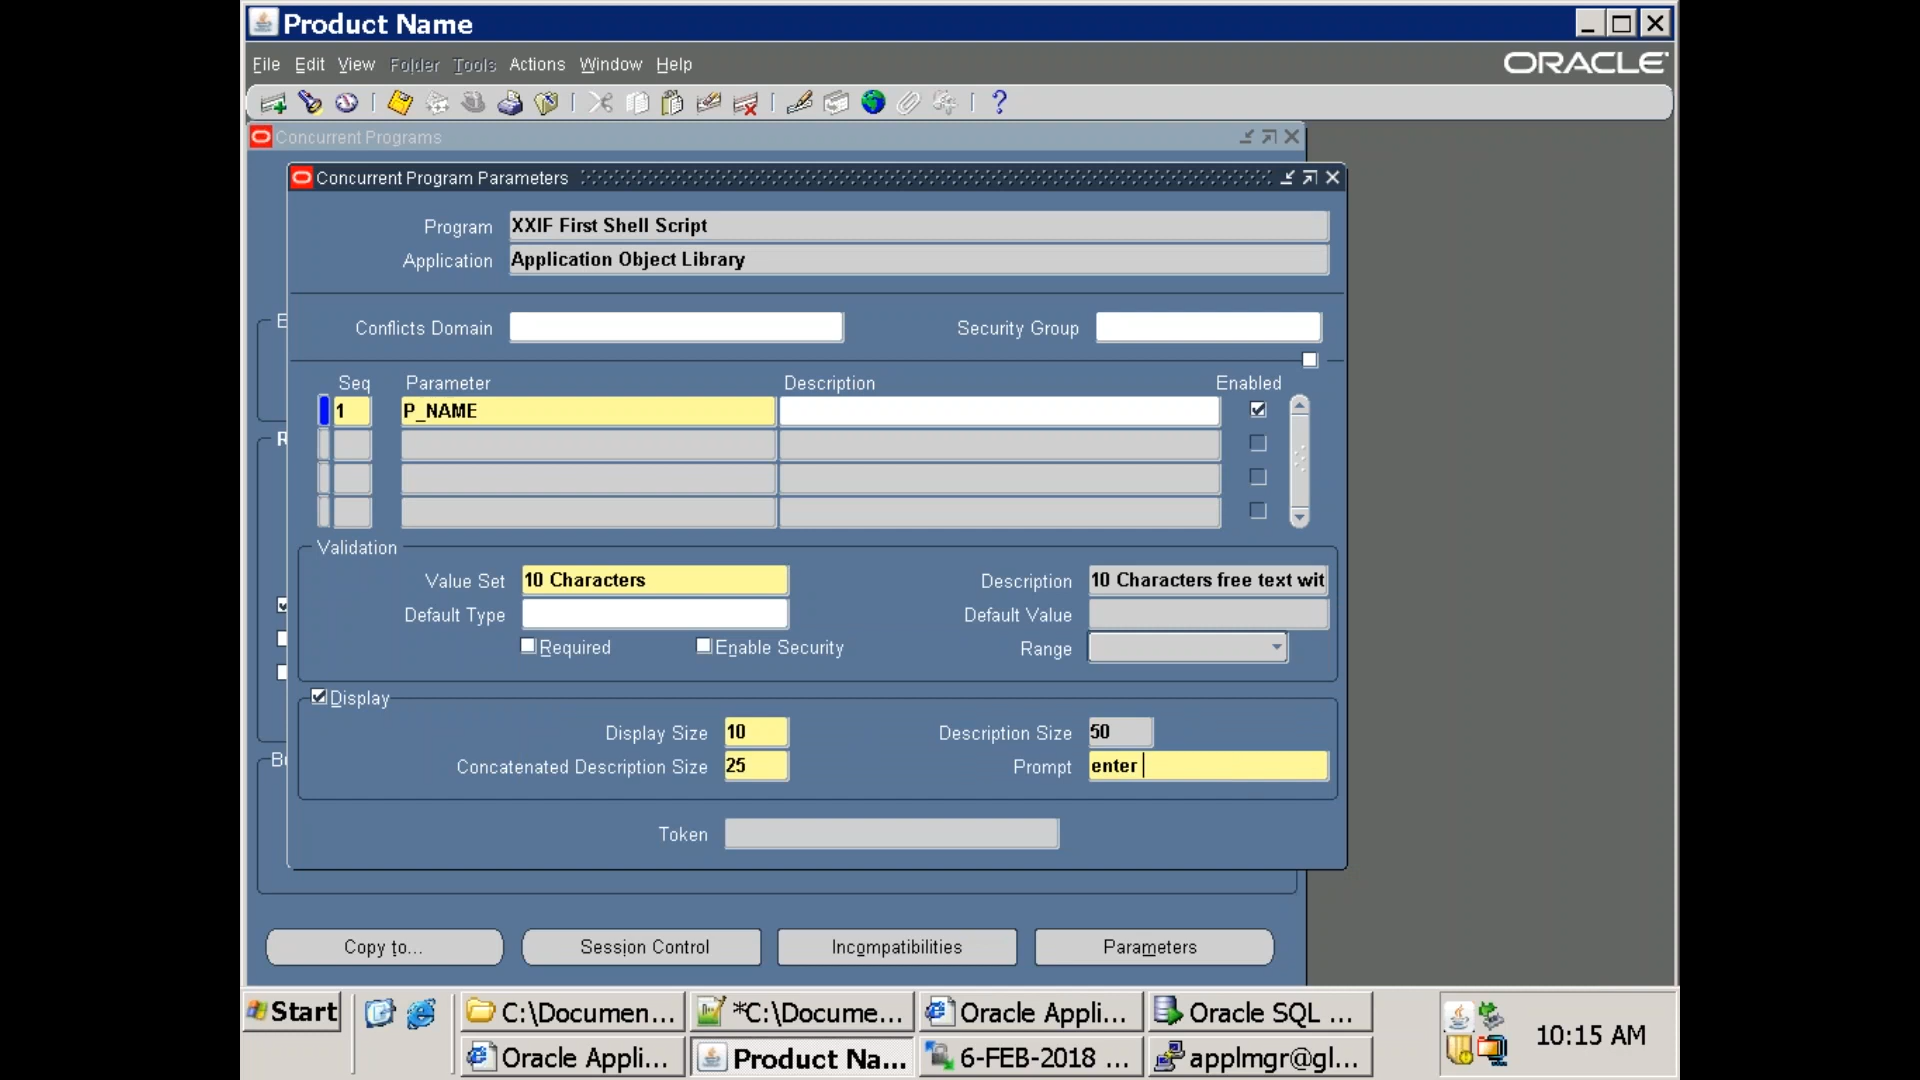 Product Name
File Edit View Folder Tools Actions Window Help
ORACLE
Concurrent Programs
Concurrent Program Parameters
Program XXIF First Shell Script
Application Application Object Library
Conflicts Domain Security Group
Seq Parameter Description Enabled
1 P_NAME
Validation
Value Set 10 Characters Description 10 Characters free text wit
Default Type Default Value
Required Enable Security Range
Display
Display Size 10 Description Size 50
Concatenated Description Size 25 Prompt enter
Token
Copy to... Session Control Incompatibilities Parameters
Start C:\Documen... *C:\Docume... Oracle Appli... Oracle SQL ...
10:15 AM
Oracle Appli... Product Na... 6-FEB-2018 ... applmgr@gl...